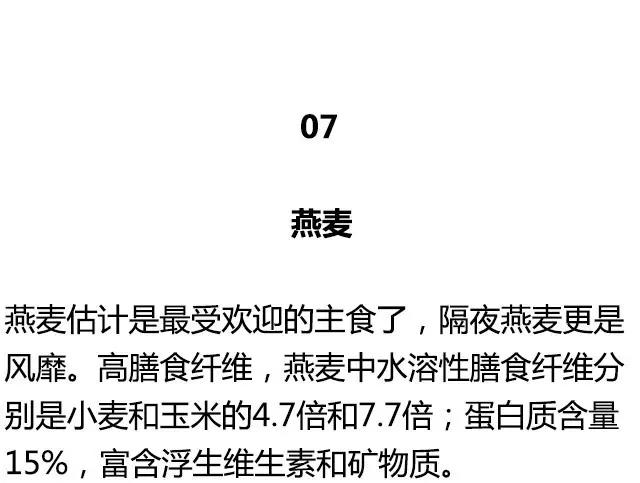 07
燕麦
燕麦估计是最受欢迎的主食了，隔夜燕麦更是
风靡。高膳食纤维，燕麦中水溶性膳食纤维分
别是小麦和玉米的4.7倍和7.7倍；蛋白质含量
15%，富含浮生维生素和矿物质。